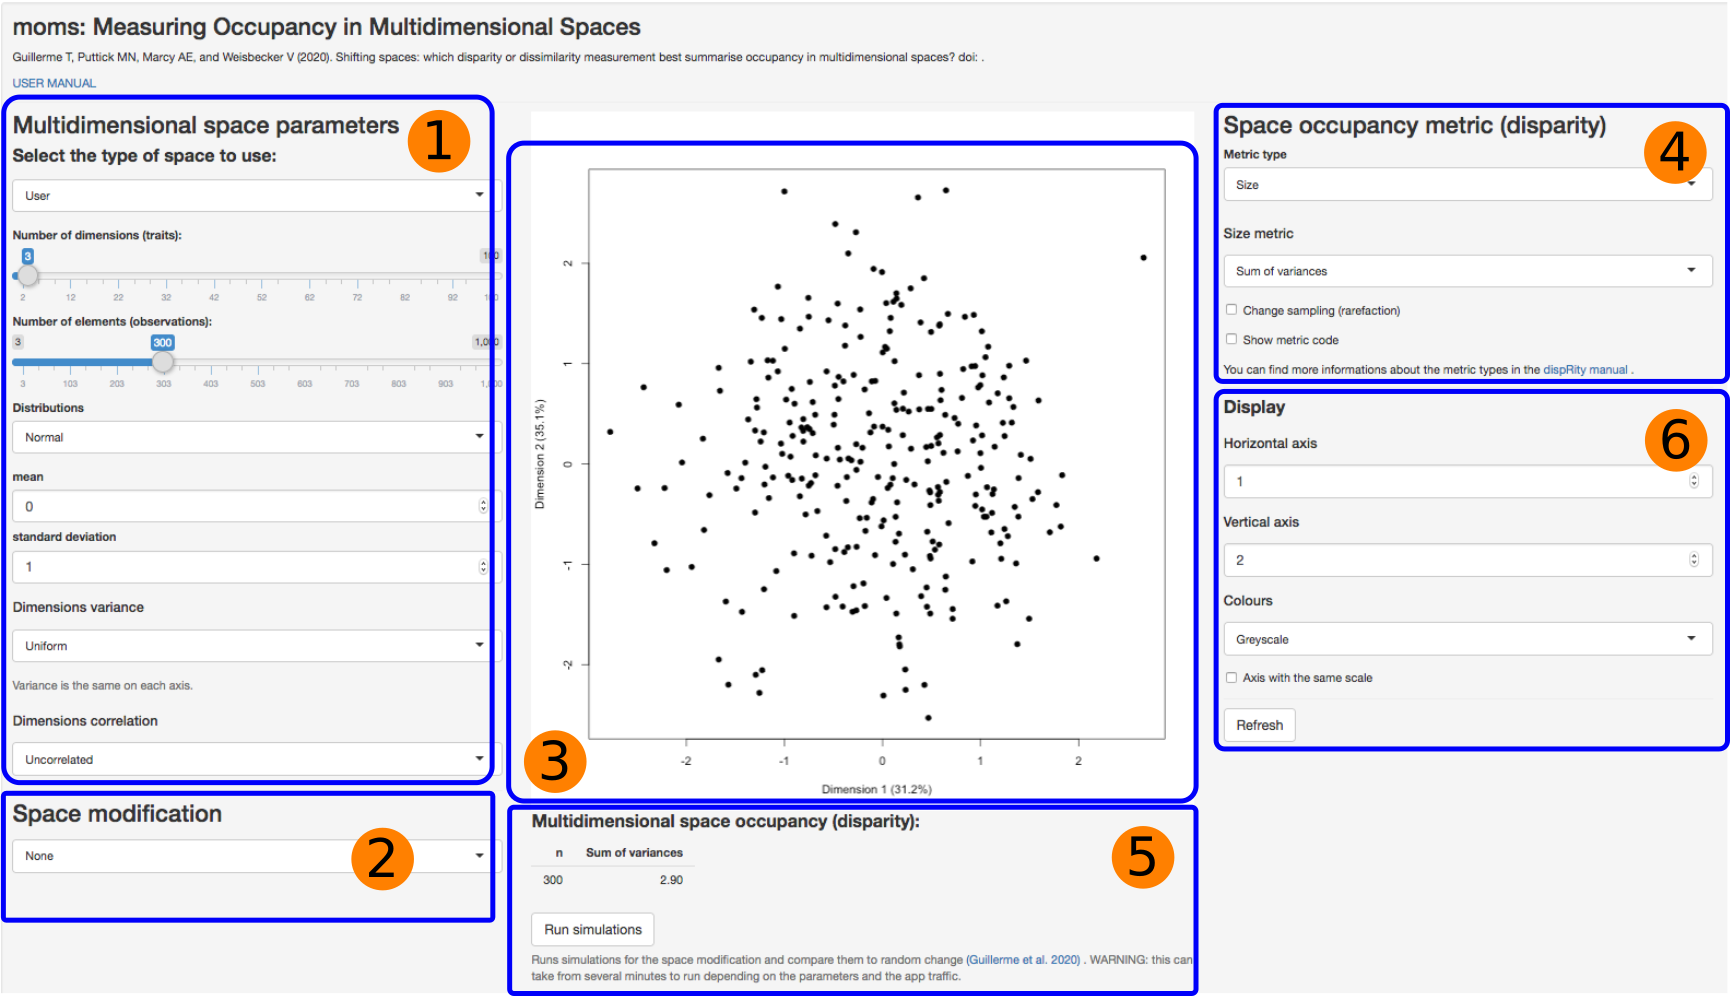 moms: Measuring Occupancy in Multidimensional Spaces
Guillerme T, Puttick MN, Marcy AE, and Weisbecker V (2020). Shifting spaces: which disparity or dissimilarity measurement best summarise occupancy in multidimensional spaces? doi: .
USER MANUAL
Multidimensional space parameters
1
Select the type of space to use:
User
Number of dimensions (traits):
3
2 12 22 32 42 52 62 72 82 92 100
Number of elements (observations):
3 300
3 103 203 303 403 503 603 703 803 903
Distributions
Normal
mean
0
standard deviation
1
Dimensions variance
Uniform
Variance is the same on each axis.
Dimensions correlation
Uncorrelated
Space modification
None
2
Dimension 2 (35.1%)
2
1
0
-1
-2
-2 -1 0 1 2
Dimension 1 (31.2%)
3
Multidimensional space occupancy (disparity):
n Sum of variances
300 2.90
5
Run simulations
Runs simulations for the space modification and compare them to random change (Guillerme et al. 2020) . WARNING: this can
take from several minutes to run depending on the parameters and the app traffic.
Space occupancy metric (disparity)
4
Metric type
Size
Size metric
Sum of variances
Change sampling (rarefaction)
Show metric code
You can find more informations about the metric types in the dispRity manual .
Display
6
Horizontal axis
1
Vertical axis
2
Colours
Greyscale
Axis with the same scale
Refresh